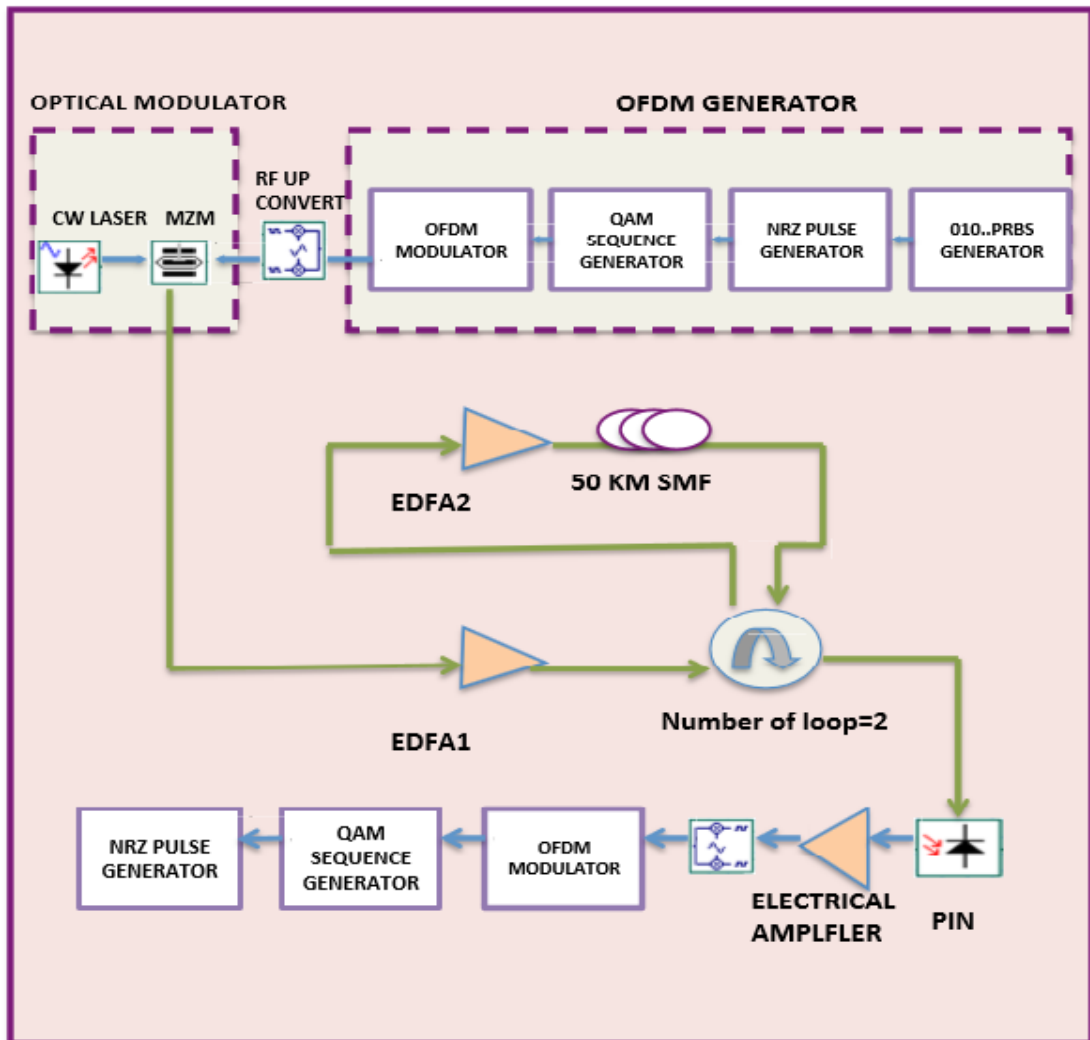 OPTICAL MODULATOR
OFDM GENERATOR
RF UP
CONVERT
CW LASER
MZM
OFDM
MODULATOR
QAM
SEQUENCE
GENERATOR
NRZ PULSE
GENERATOR
010..PRBS
GENERATOR
EDFA2
50 KM SMF
EDFA1
Number of loop=2
NRZ PULSE
GENERATOR
QAM
SEQUENCE
GENERATOR
OFDM
MODULATOR
ELECTRICAL
AMPLFLER
PIN